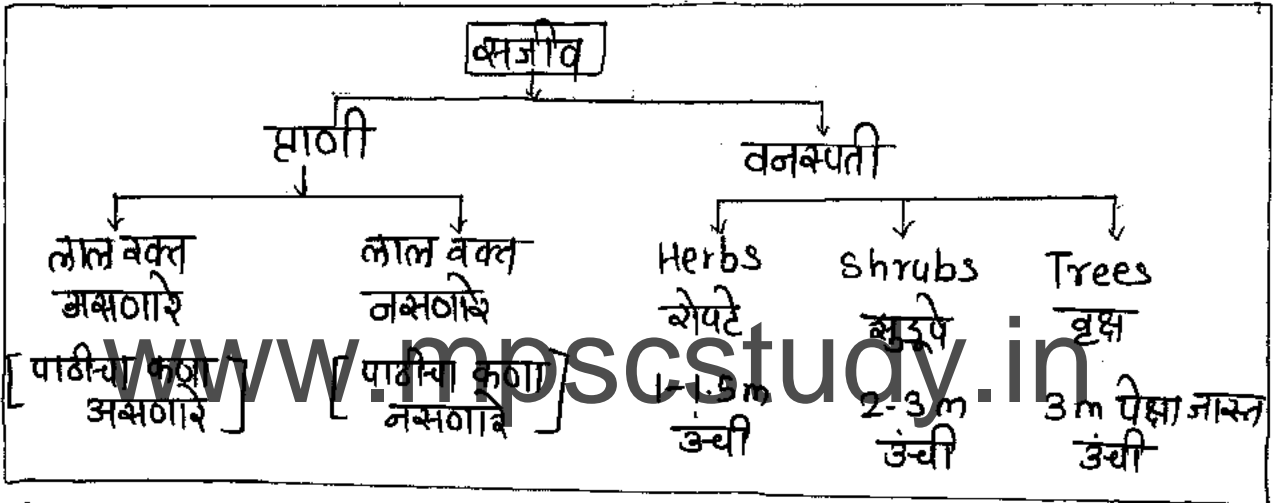 सजीव
प्राणी
वनस्पती
लाल रक्त
असणारे
[पाठीचा कणा
असणारे]
लाल रक्त
नसणारे
[पाठीचा कणा
नसणारे]
Herbs
रोपटे
1-1.5m
उंची
Shrubs
झुडूपे
2-3 m
उंची
Trees
वृक्ष
3m पेक्षा जास्त
उंची
www.mpscstudy.in